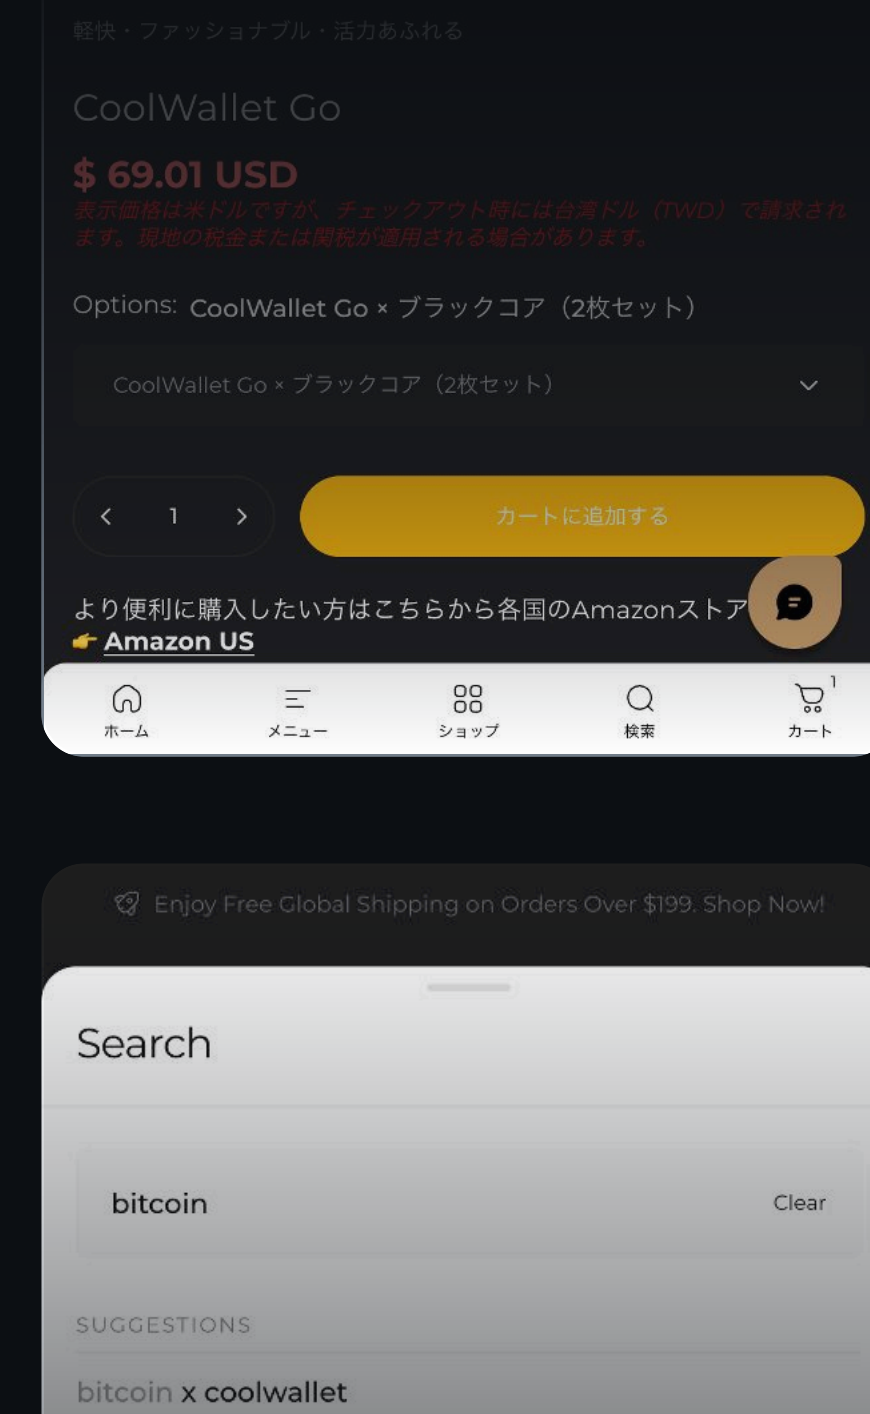 軽快・ファッショナブル・活力あふれる
CoolWallet Go
$ 69.01 USD
表示価格は米ドルですが、チェックアウト時には台湾ドル（TWD）で請求され
ます。現地の税金または関税が適用される場合があります。
Options: CoolWallet Go × ブラックコア（2枚セット）
CoolWallet Go × ブラックコア（2枚セット）
1
カートに追加する
より便利に購入したい方はこちらから各国のAmazonストア
👉 Amazon US
1
ホーム メニュー ショップ 検索 カート
Enjoy Free Global Shipping on Orders Over $199. Shop Now!
Search
bitcoin Clear
SUGGESTIONS
bitcoin x coolwallet